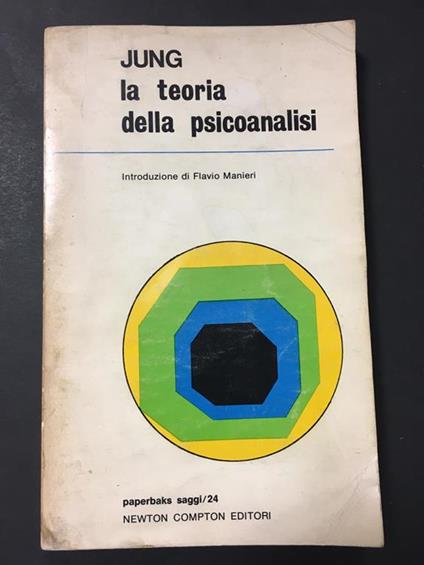 JUNG
la teoria
della psicoanalisi
Introduzione di Flavio Manieri
paperbaks saggi/24
NEWTON COMPTON EDITORI